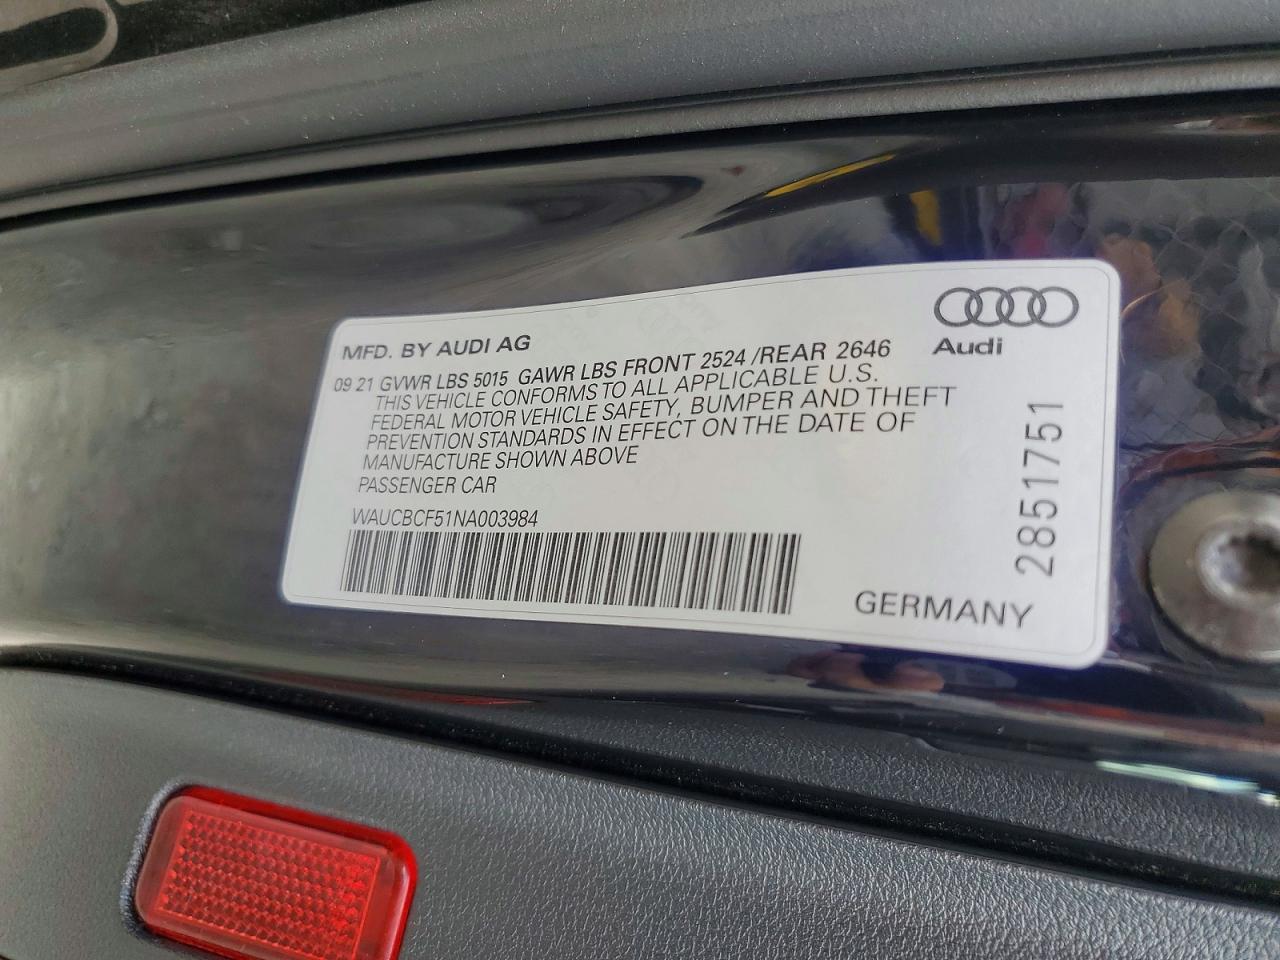 Audi
MFD. BY AUDI AG
09 21 GVWR LBS 5015 GAWR LBS FRONT 2524 /REAR 2646
THIS VEHICLE CONFORMS TO ALL APPLICABLE U.S.
FEDERAL MOTOR VEHICLE SAFETY, BUMPER AND THEFT
PREVENTION STANDARDS IN EFFECT ON THE DATE OF
MANUFACTURE SHOWN ABOVE
PASSENGER CAR
WAUCBCF51NA003984
GERMANY
2851751